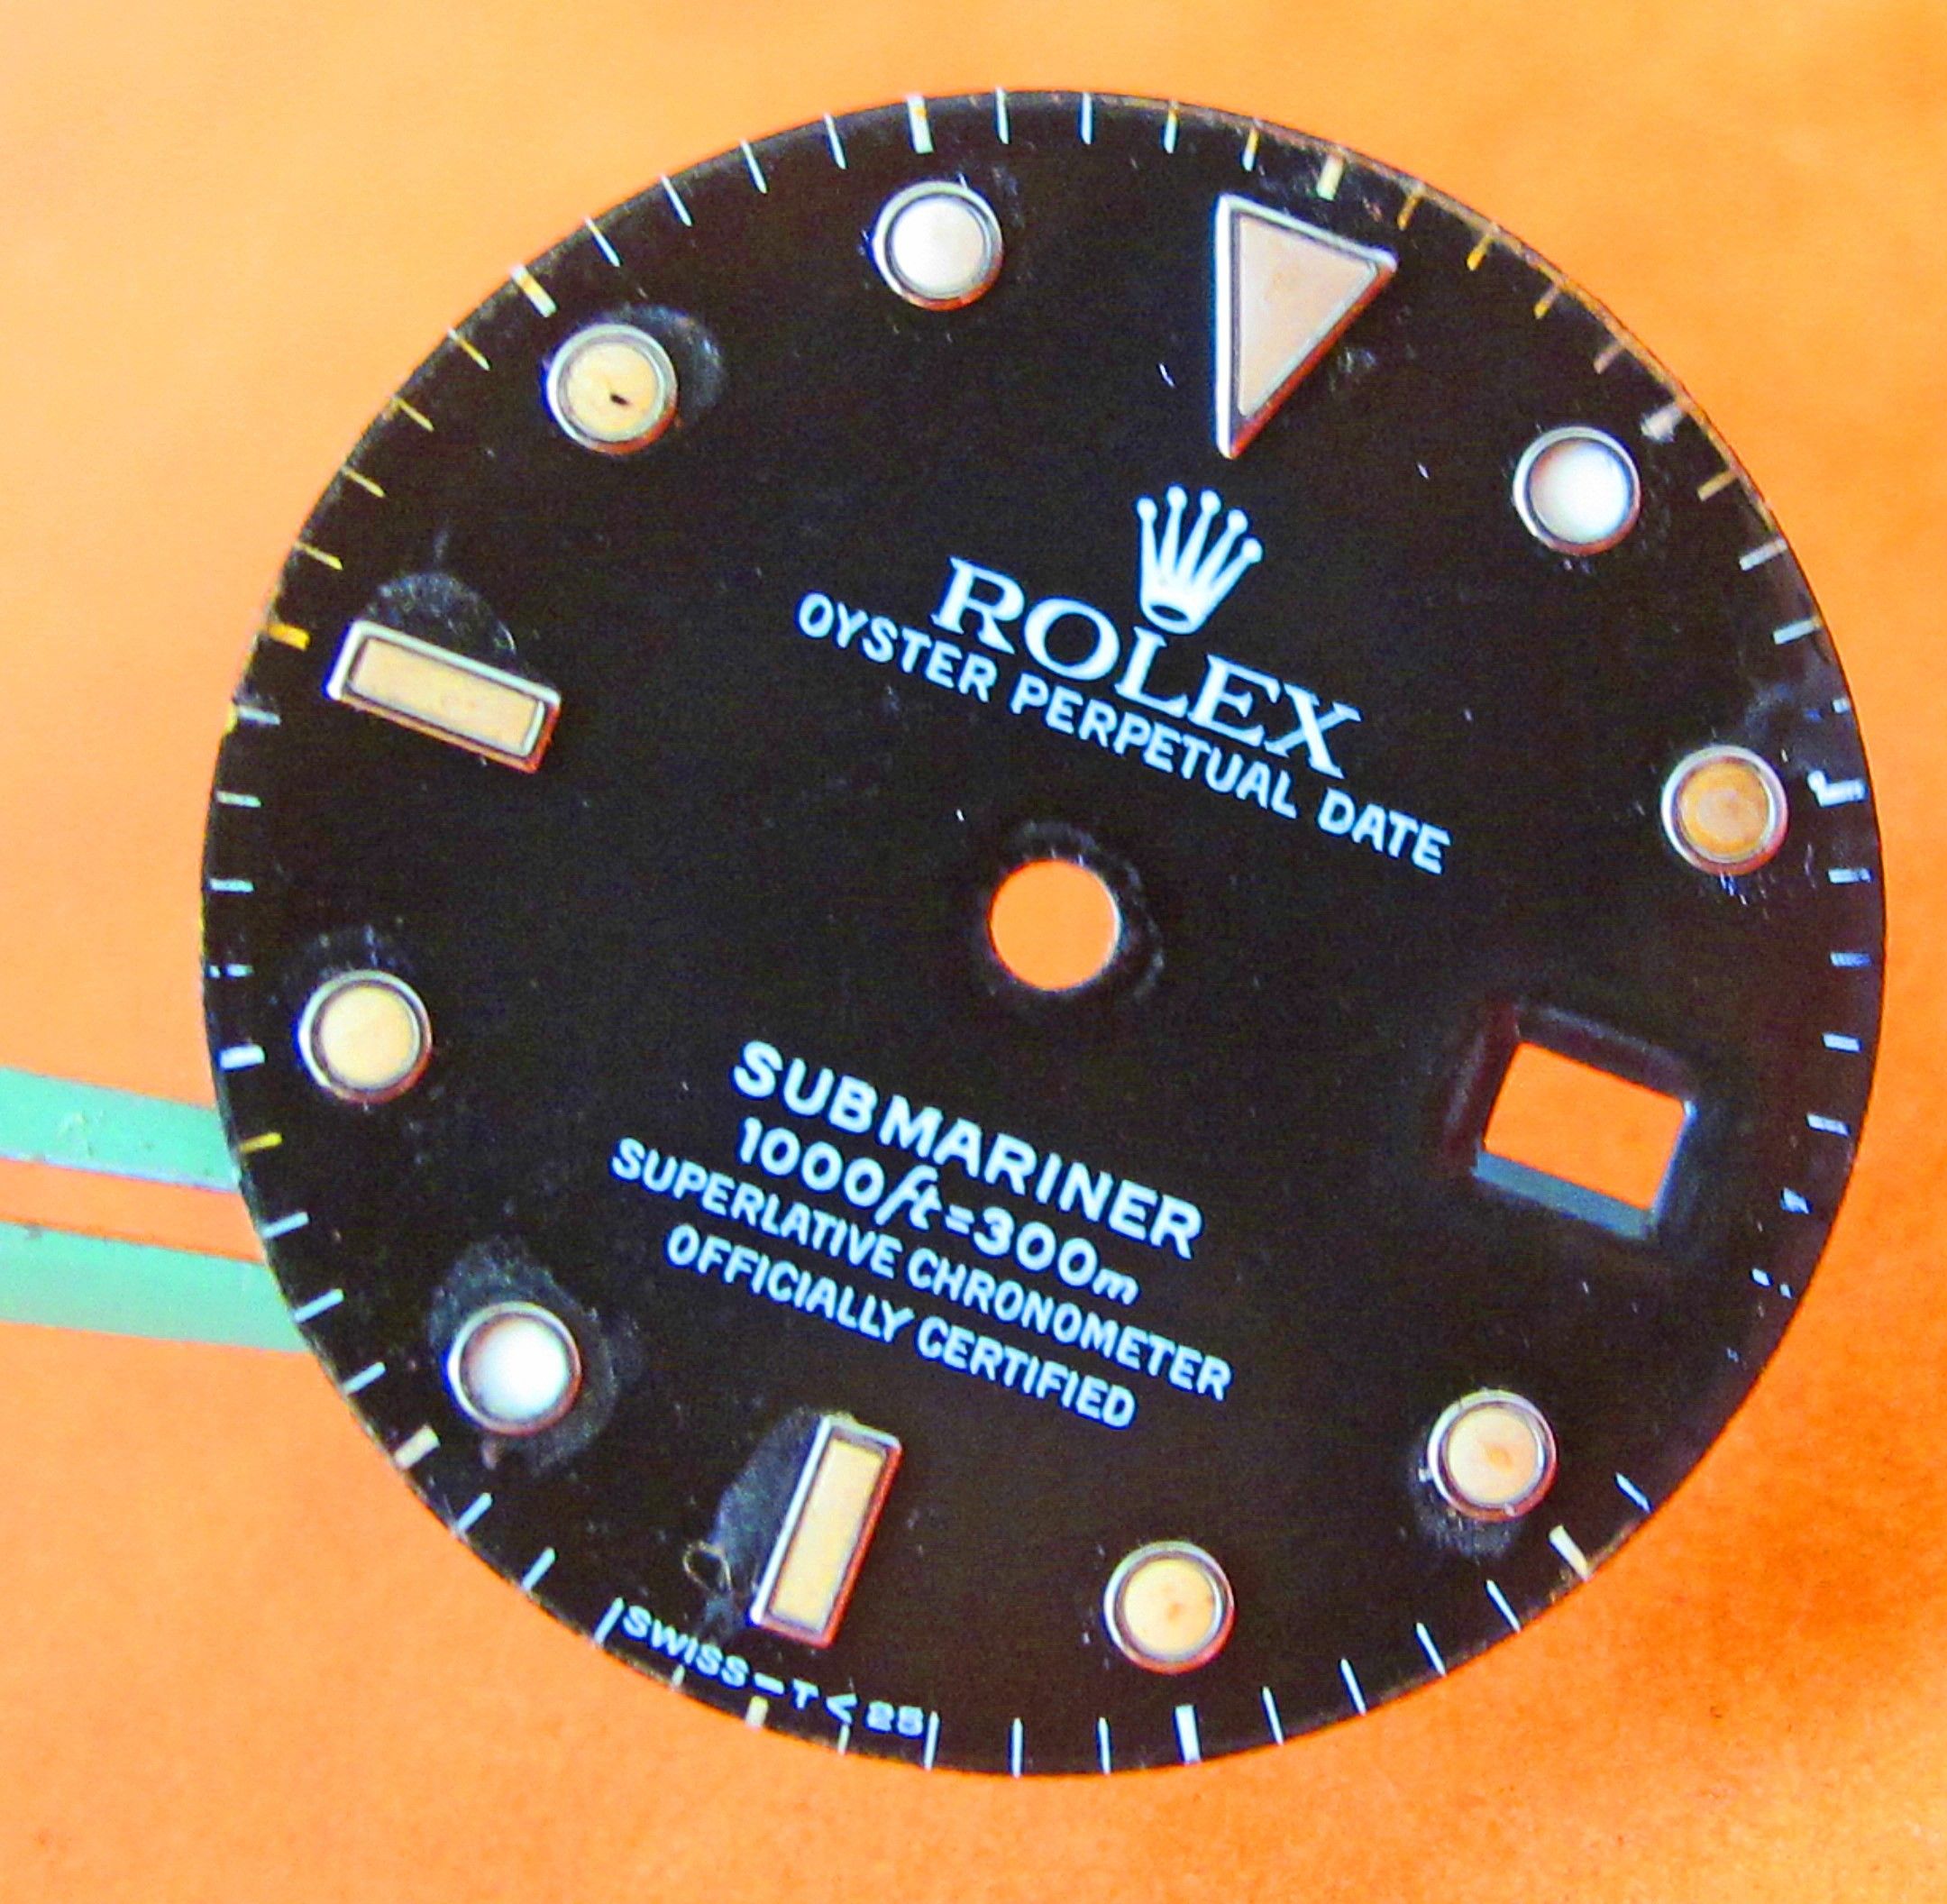 ROLEX
OYSTER PERPETUAL DATE
SUBMARINER
1000ft=300m
SUPERLATIVE CHRONOMETER
OFFICIALLY CERTIFIED
SWISS-T<25